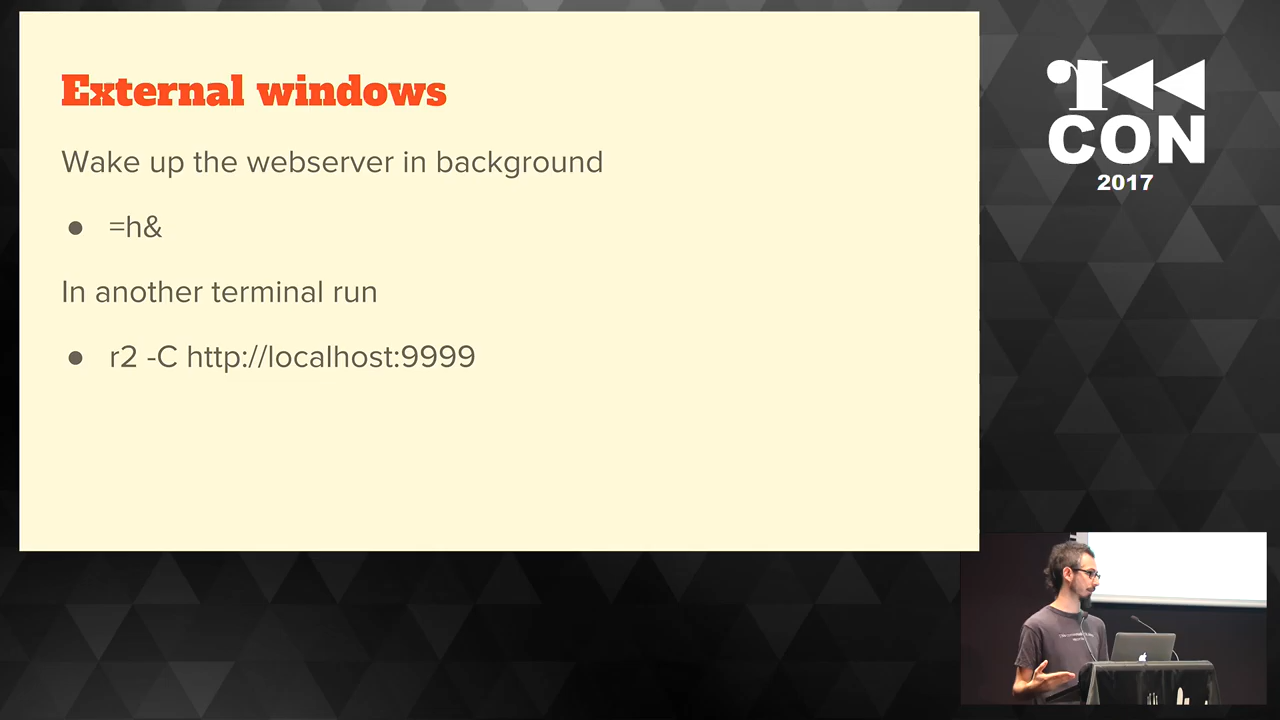 External windows
Wake up the webserver in background
● =h&
In another terminal run
● r2 -C http://localhost:9999
CON
2017